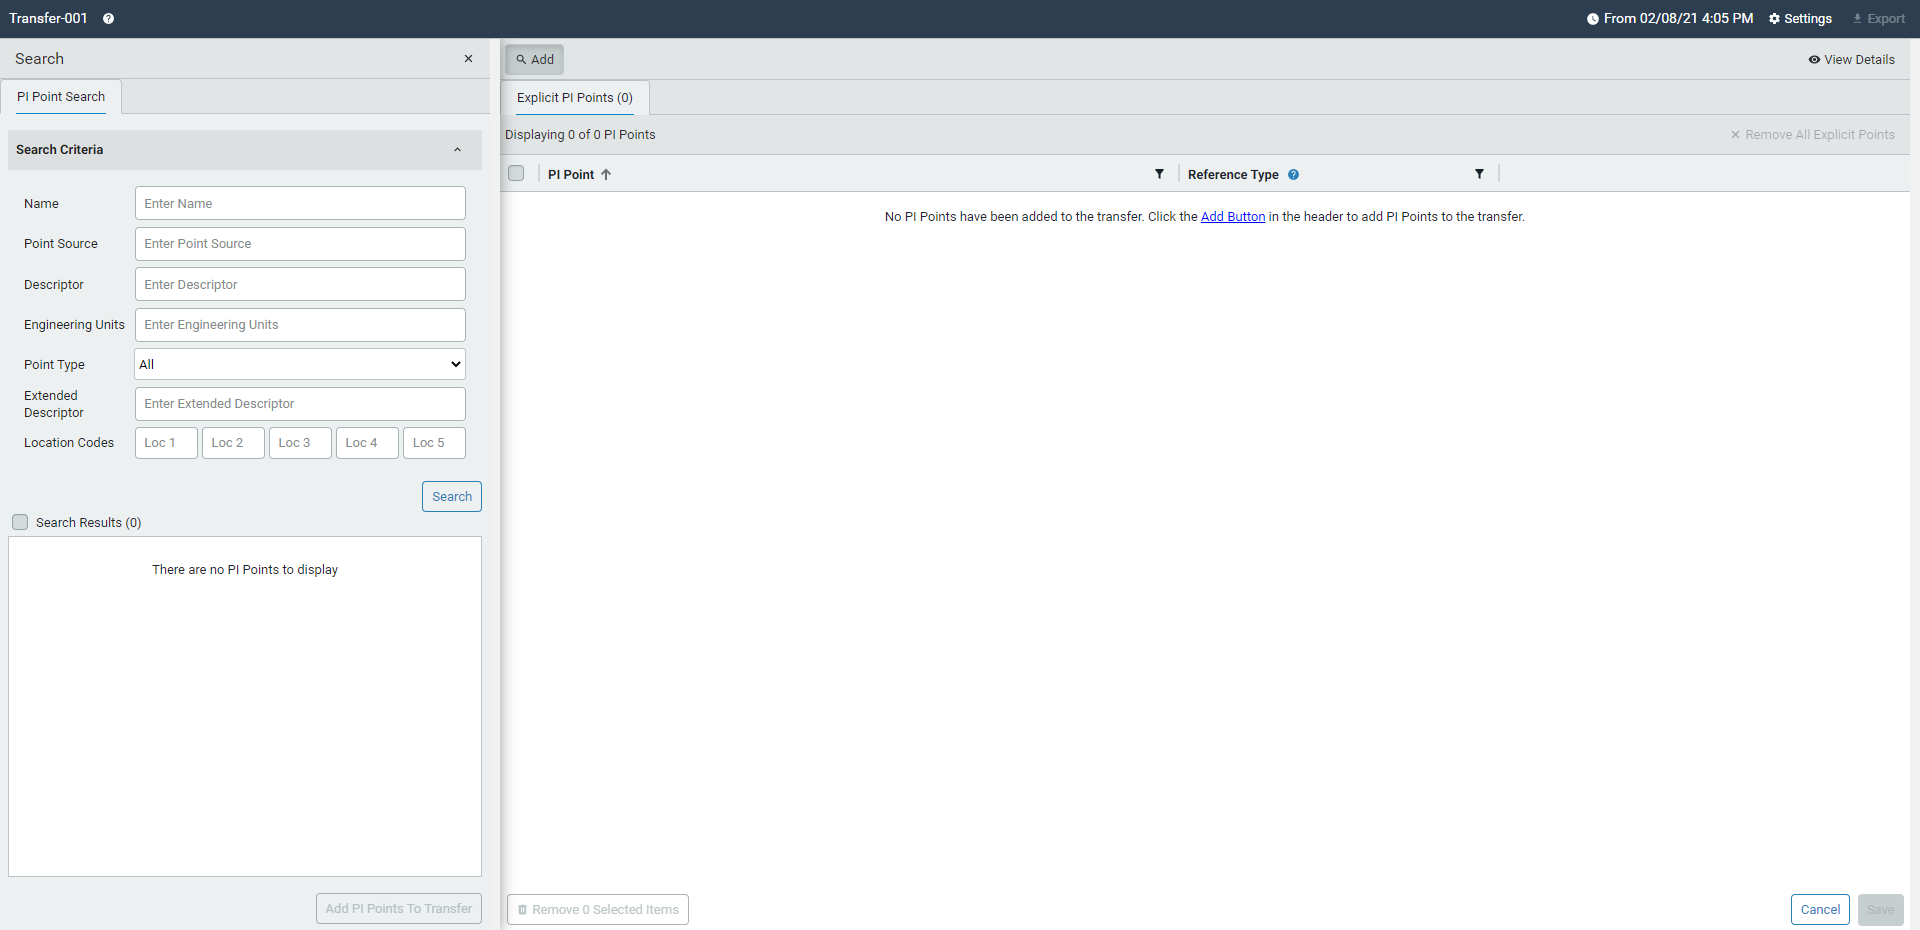 Transfer-001
From 02/08/21 4:05 PM Settings Export
Search
PI Point Search
Search Criteria
Name Enter Name
Point Source Enter Point Source
Descriptor Enter Descriptor
Engineering Units Enter Engineering Units
Point Type All
Extended
Descriptor Enter Extended Descriptor
Location Codes Loc 1 Loc 2 Loc 3 Loc 4 Loc 5
Search
Search Results (0)
There are no PI Points to display
Add PI Points To Transfer
Add
View Details
Explicit PI Points (0)
Displaying 0 of 0 PI Points
Remove All Explicit Points
PI Point Reference Type
No PI Points have been added to the transfer. Click the Add Button in the header to add PI Points to the transfer.
Remove 0 Selected Items
Cancel Save